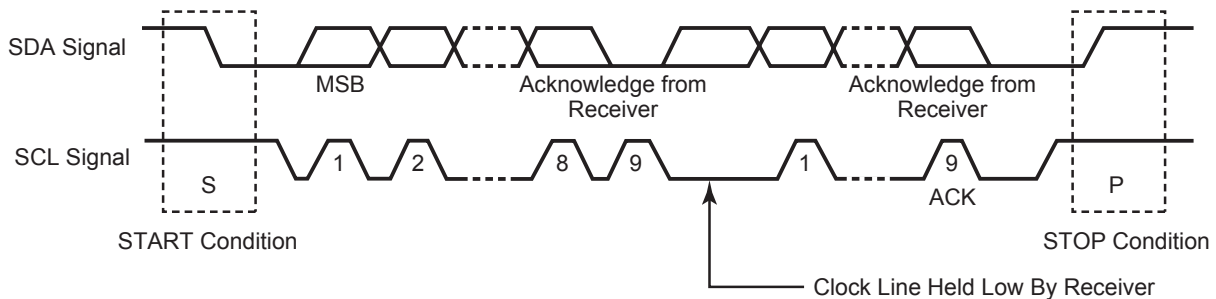 SDA Signal
MSB
Acknowledge from
Receiver
Acknowledge from
Receiver
SCL Signal
1
2
8
9
1
9
ACK
S
P
START Condition
STOP Condition
Clock Line Held Low By Receiver